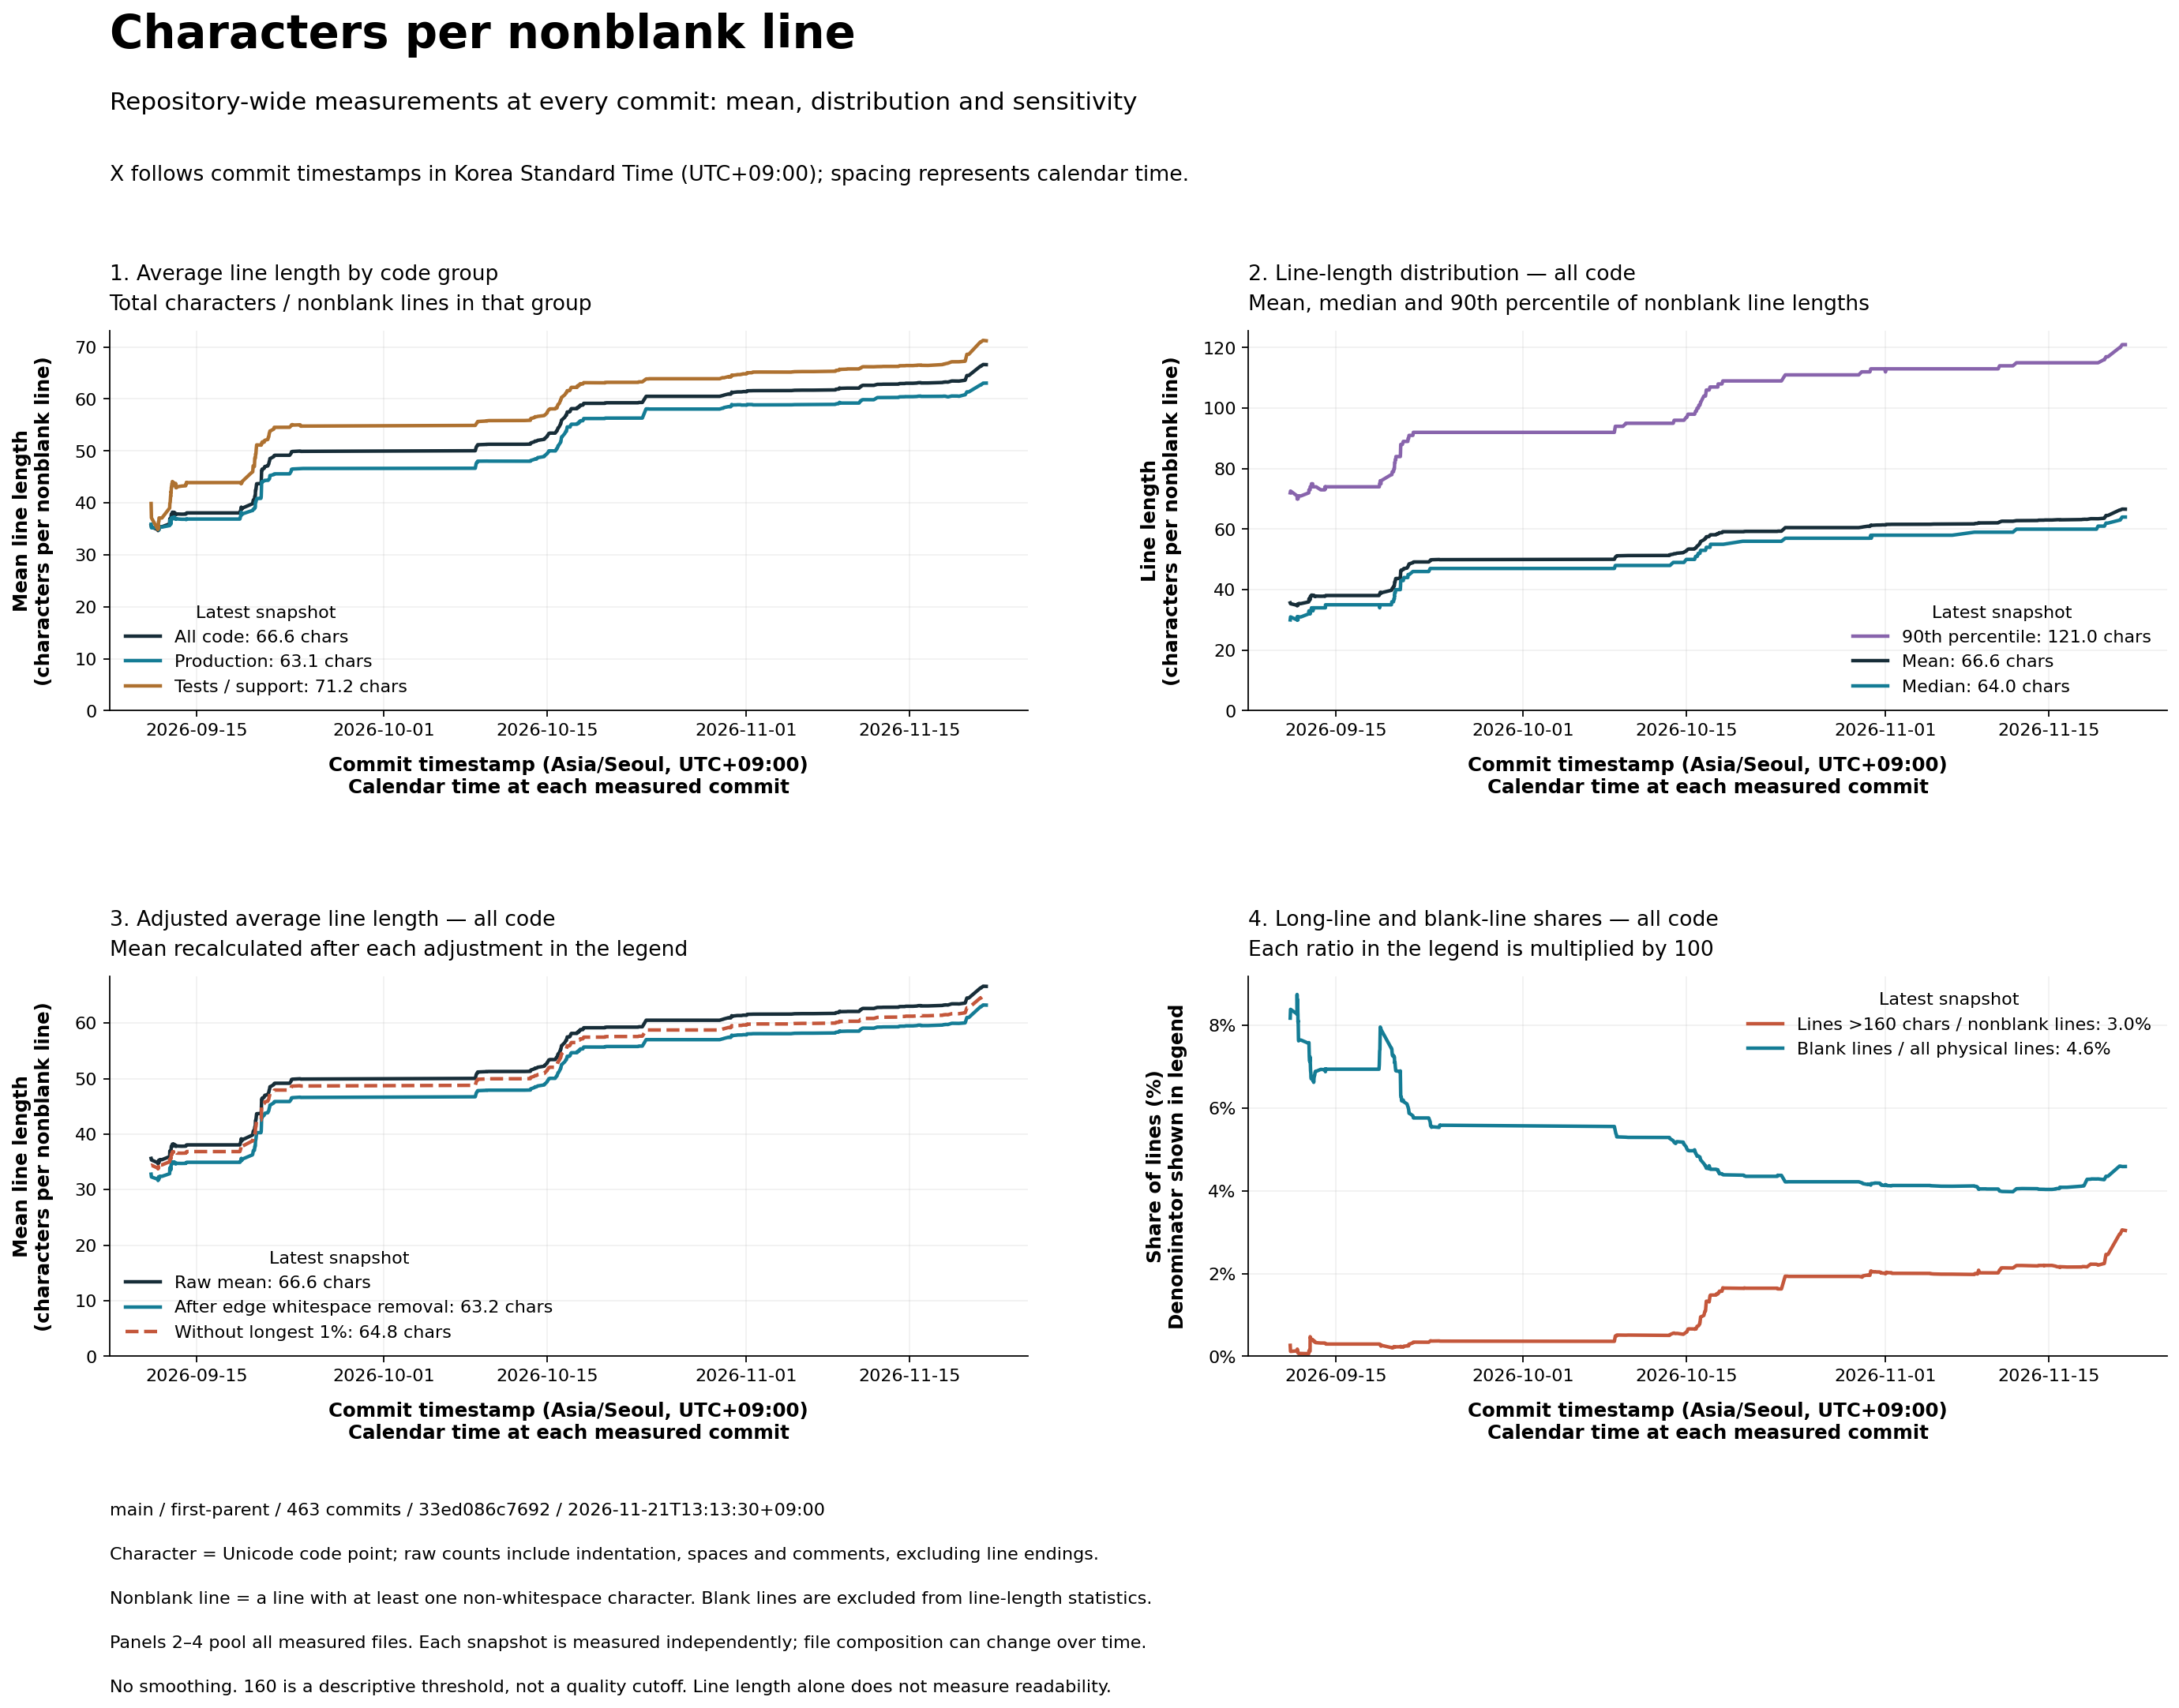 Characters per nonblank line
Repository-wide measurements at every commit: mean, distribution and sensitivity
X follows commit timestamps in Korea Standard Time (UTC+09:00); spacing represents calendar time.
1. Average line length by code group
Total characters / nonblank lines in that group
Mean line length
(characters per nonblank line)
70
60
50
40
30
20
10
0
Latest snapshot
All code: 66.6 chars
Production: 63.1 chars
Tests / support: 71.2 chars
2026-09-15
2026-10-01
2026-10-15
2026-11-01
2026-11-15
Commit timestamp (Asia/Seoul, UTC+09:00)
Calendar time at each measured commit
2. Line-length distribution — all code
Mean, median and 90th percentile of nonblank line lengths
Line length
(characters per nonblank line)
120
100
80
60
40
20
0
Latest snapshot
90th percentile: 121.0 chars
Mean: 66.6 chars
Median: 64.0 chars
2026-09-15
2026-10-01
2026-10-15
2026-11-01
2026-11-15
Commit timestamp (Asia/Seoul, UTC+09:00)
Calendar time at each measured commit
3. Adjusted average line length — all code
Mean recalculated after each adjustment in the legend
Mean line length
(characters per nonblank line)
60
50
40
30
20
10
0
Latest snapshot
Raw mean: 66.6 chars
After edge whitespace removal: 63.2 chars
Without longest 1%: 64.8 chars
2026-09-15
2026-10-01
2026-10-15
2026-11-01
2026-11-15
Commit timestamp (Asia/Seoul, UTC+09:00)
Calendar time at each measured commit
4. Long-line and blank-line shares — all code
Each ratio in the legend is multiplied by 100
Share of lines (%)
Denominator shown in legend
8%
6%
4%
2%
0%
Latest snapshot
Lines >160 chars / nonblank lines: 3.0%
Blank lines / all physical lines: 4.6%
2026-09-15
2026-10-01
2026-10-15
2026-11-01
2026-11-15
Commit timestamp (Asia/Seoul, UTC+09:00)
Calendar time at each measured commit
main / first-parent / 463 commits / 33ed086c7692 / 2026-11-21T13:13:30+09:00
Character = Unicode code point; raw counts include indentation, spaces and comments, excluding line endings.
Nonblank line = a line with at least one non-whitespace character. Blank lines are excluded from line-length statistics.
Panels 2–4 pool all measured files. Each snapshot is measured independently; file composition can change over time.
No smoothing. 160 is a descriptive threshold, not a quality cutoff. Line length alone does not measure readability.